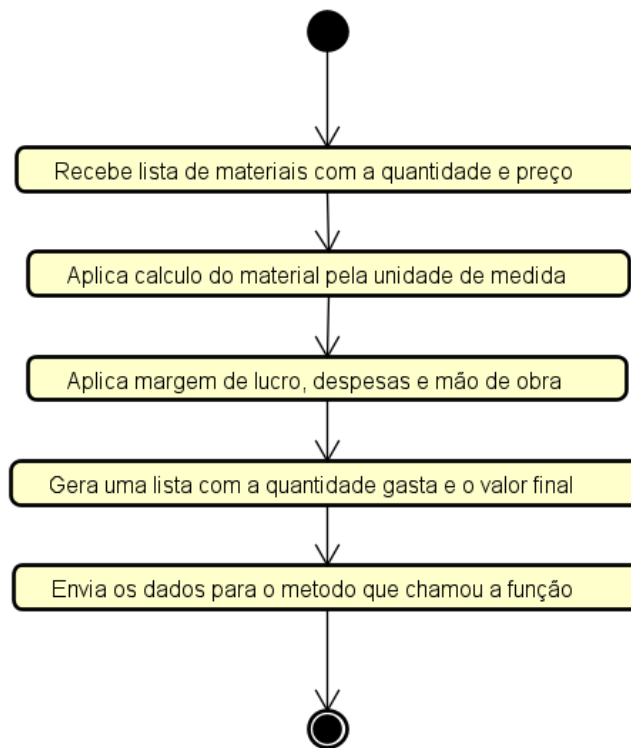 Recebe lista de materiais com a quantidade e preço
Aplica calculo do material pela unidade de medida
Aplica margem de lucro, despesas e mão de obra
Gera uma lista com a quantidade gasta e o valor final
Envia os dados para o metodo que chamou a função